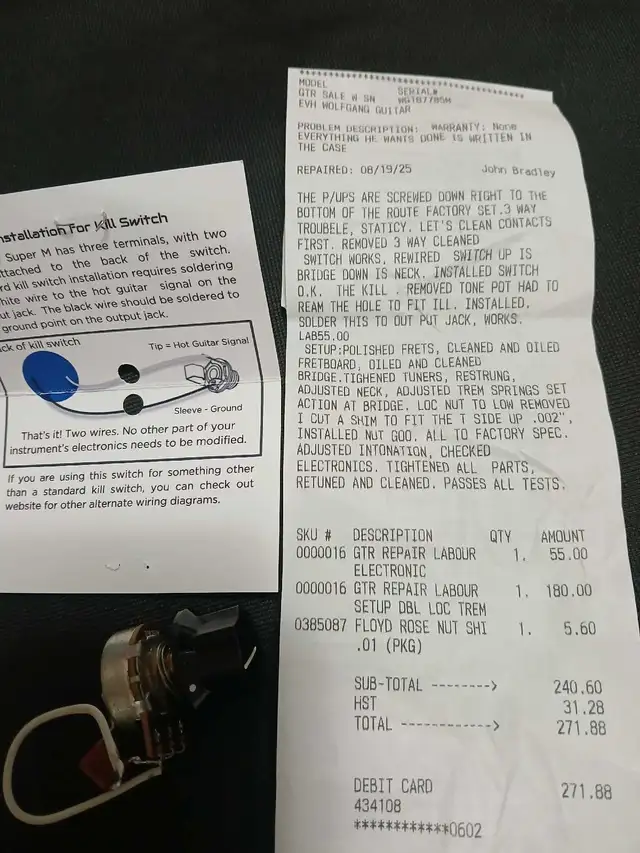 MODEL SERIAL#
GTR SALE W SN WG187785M
EVH WOLFGANG GUITAR
PROBLEM DESCRIPTION: WARRANTY: None
EVERYTHING HE WANTS DONE IS WRITTEN IN
THE CASE
REPAIRED: 08/19/25 John Bradley
THE P/UPS ARE SCREWED DOWN RIGHT TO THE
BOTTOM OF THE ROUTE FACTORY SET.3 WAY
TROUBELE, STATICY. LET'S CLEAN CONTACTS
FIRST. REMOVED 3 WAY CLEANED
SWITCH WORKS. REWIRED SWITCH UP IS
BRIDGE DOWN IS NECK. INSTALLED SWITCH
O.K. THE KILL . REMOVED TONE POT HAD TO
REAM THE HOLE TO FIT ILL. INSTALLED.
SOLDER THIS TO OUT PUT JACK, WORKS.
LAB55.00
SETUP:POLISHED FRETS, CLEANED AND OILED
FRETBOARD, OILED AND CLEANED
BRIDGE.TIGHENED TUNERS, RESTRUNG,
ADJUSTED NECK, ADJUSTED TREM SPRINGS SET
ACTION AT BRIDGE. LOC NUT TO LOW REMOVED
I CUT A SHIM TO FIT THE T SIDE UP .002",
INSTALLED NUT GOO. ALL TO FACTORY SPEC.
ADJUSTED INTONATION, CHECKED
ELECTRONICS. TIGHTENED ALL PARTS,
RETUNED AND CLEANED. PASSES ALL TESTS.
SKU # DESCRIPTION QTY AMOUNT
0000016 GTR REPAIR LABOUR 1. 55.00
ELECTRONIC
0000016 GTR REPAIR LABOUR 1. 180.00
SETUP DBL LOC TREM
0385087 FLOYD ROSE NUT SHI 1. 5.60
.01 (PKG)
SUB-TOTAL --------> 240.60
HST 31.28
TOTAL ------------> 271.88
DEBIT CARD 271.88
434108
************0602
nstallation For Kill Switch
Super M has three terminals, with two
ttached to the back of the switch.
rd kill switch installation requires soldering
hite wire to the hot guitar signal on the
ut jack. The black wire should be soldered to
ground point on the output jack.
ck of kill switch Tip = Hot Guitar Signal
Sleeve - Ground
That's it! Two wires. No other part of your
instrument's electronics needs to be modified.
If you are using this switch for something other
than a standard kill switch, you can check out
website for other alternate wiring diagrams.